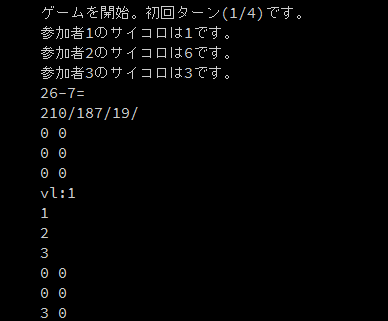 ゲームを開始。初回ターン(1/4)です。
参加者1のサイコロは1です。
参加者2のサイコロは6です。
参加者3のサイコロは3です。
26-7=
210/187/19/
0 0
0 0
0 0
vl:1
1
2
3
0 0
0 0
3 0